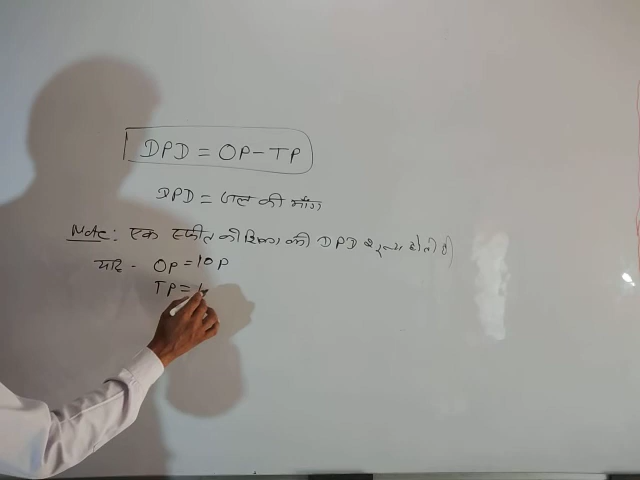 DPD = OP - TP
DPD = जल की माँग
Note: एक स्फीत कोशिका की DPD शून्य होती है
यदि - OP = 10 P
TP =